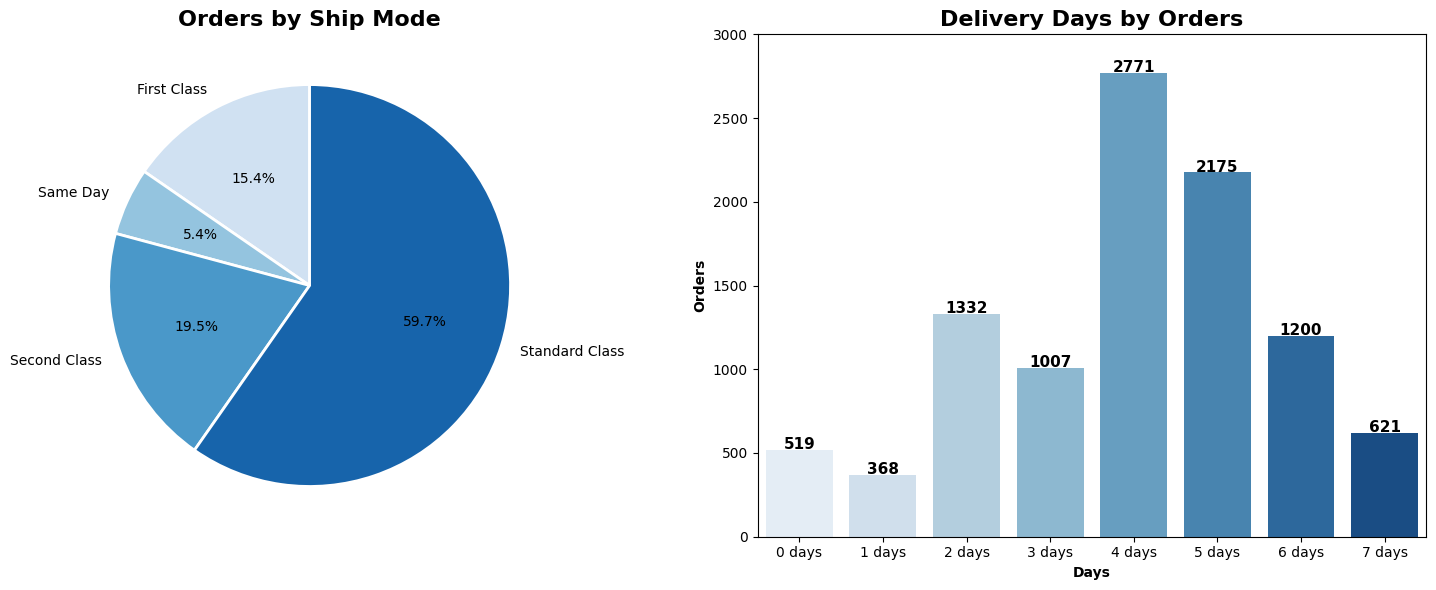 Orders by Ship Mode
First Class
15.4%
Same Day
5.4%
19.5%
59.7%
Standard Class
Second Class
Delivery Days by Orders
3000
2500
2000
1500
1000
500
0
Orders
519
368
1332
1007
2771
2175
1200
621
0 days
1 days
2 days
3 days
4 days
5 days
6 days
7 days
Days